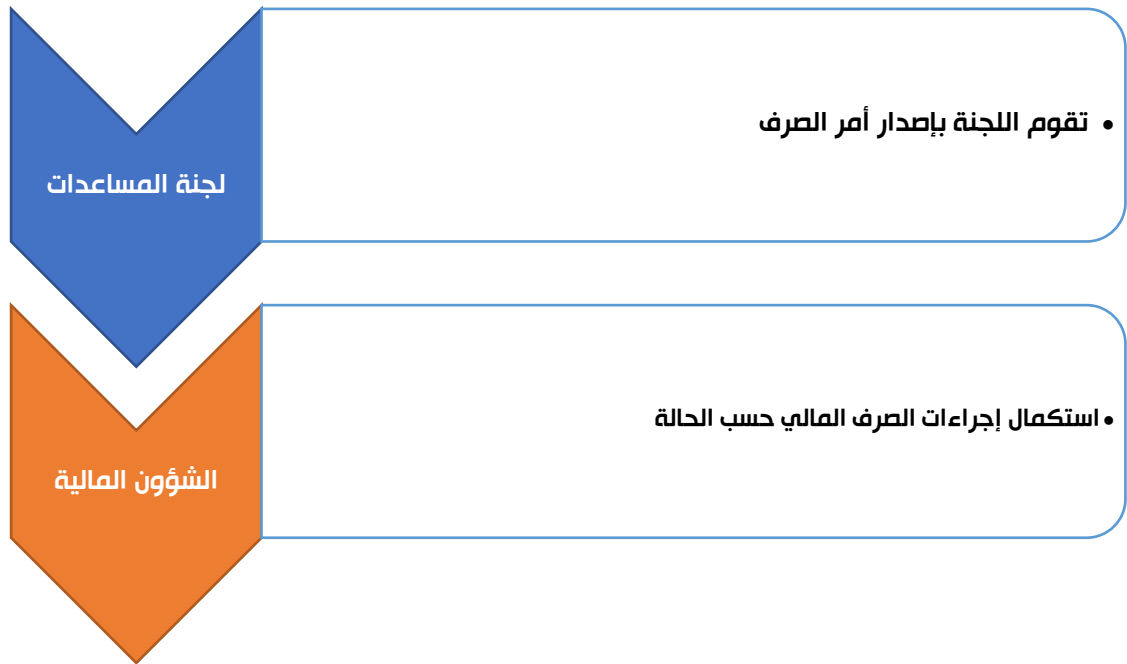 لجنة المساعدات
• تقوم اللجنة بإصدار أمر الصرف
الشؤون المالية
• استكمال إجراءات الصرف المالي حسب الحالة